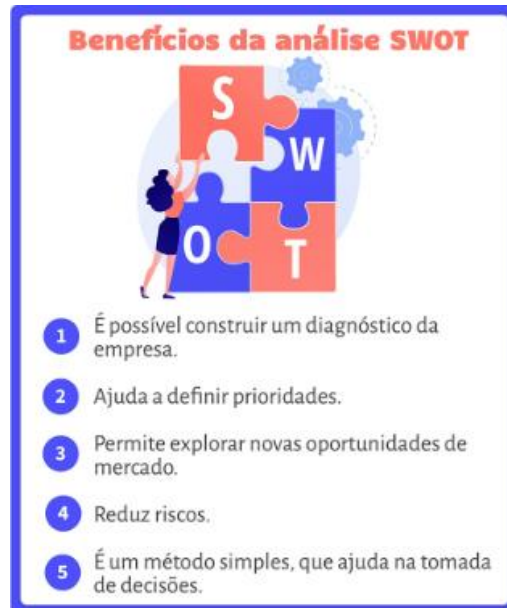 Benefícios da análise SWOT
S
W
O
T
1 É possível construir um diagnóstico da
empresa.
2 Ajuda a definir prioridades.
3 Permite explorar novas oportunidades de
mercado.
4 Reduz riscos.
5 É um método simples, que ajuda na tomada
de decisões.